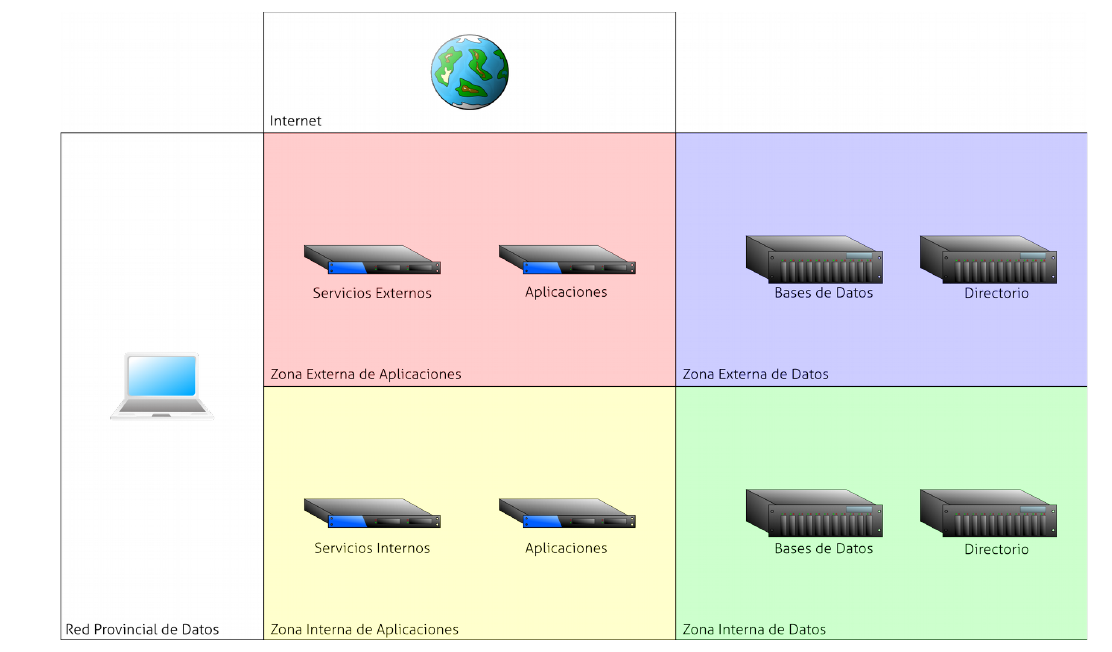 Internet
Servicios Externos
Aplicaciones
Bases de Datos
Directorio
Zona Externa de Aplicaciones
Zona Externa de Datos
Servicios Internos
Aplicaciones
Bases de Datos
Directorio
Red Provincial de Datos
Zona Interna de Aplicaciones
Zona Interna de Datos